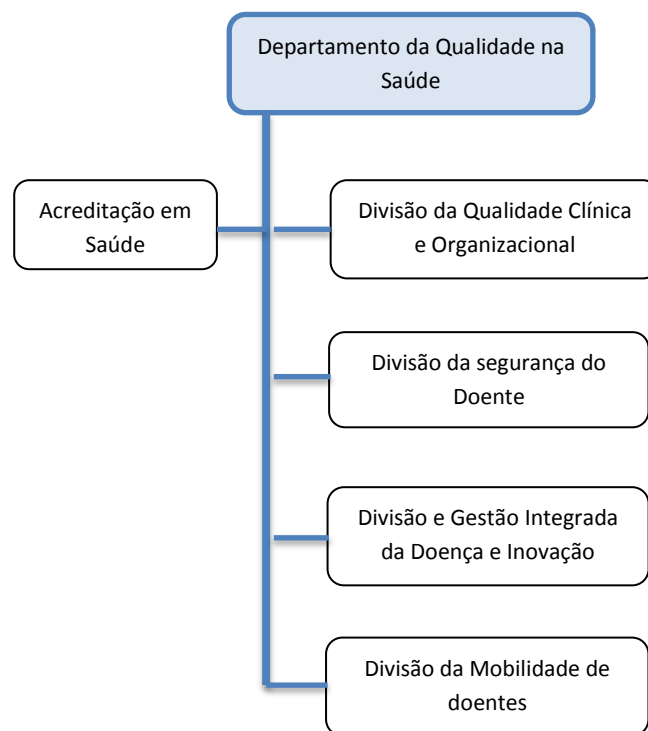 Departamento da Qualidade na
Saúde
Acreditação em
Saúde
Divisão da Qualidade Clínica
e Organizacional
Divisão da segurança do
Doente
Divisão e Gestão Integrada
da Doença e Inovação
Divisão da Mobilidade de
doentes